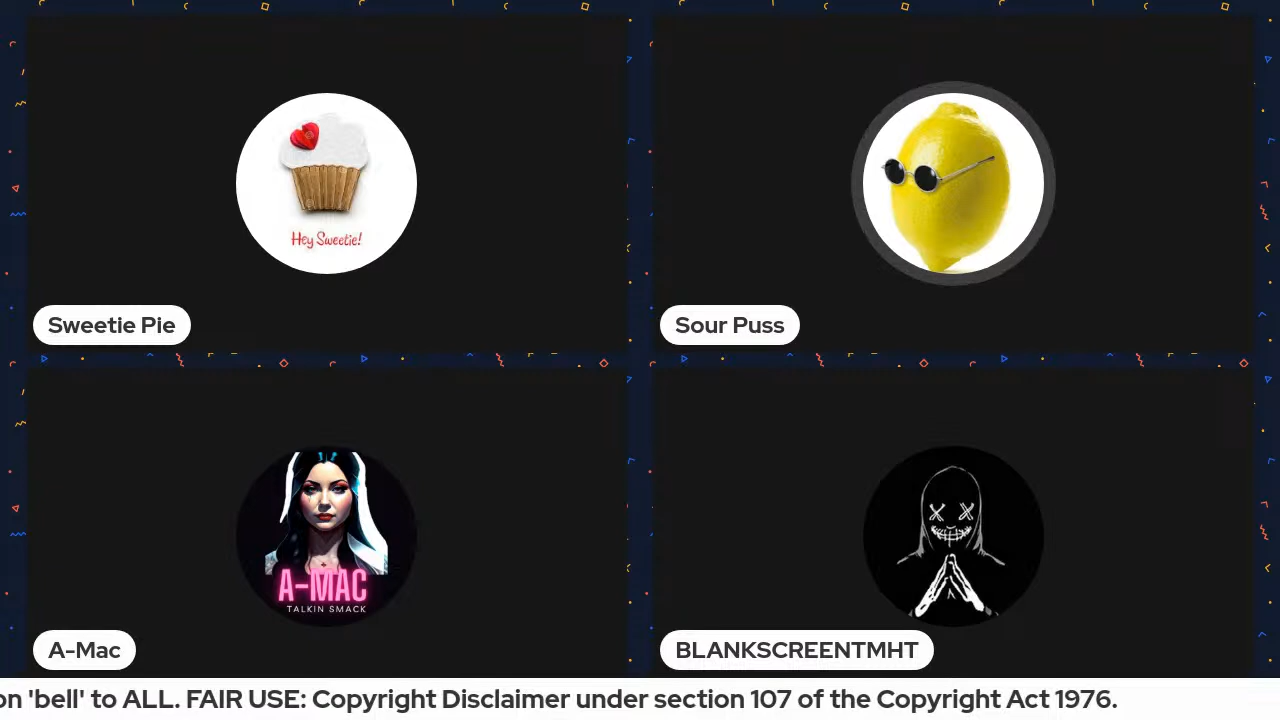 Hey Sweetie!
Sweetie Pie
Sour Puss
A-MAC
TALKIN SMACK
A-Mac
BLANKSCREENTMHT
on 'bell' to ALL. FAIR USE: Copyright Disclaimer under section 107 of the Copyright Act 1976.